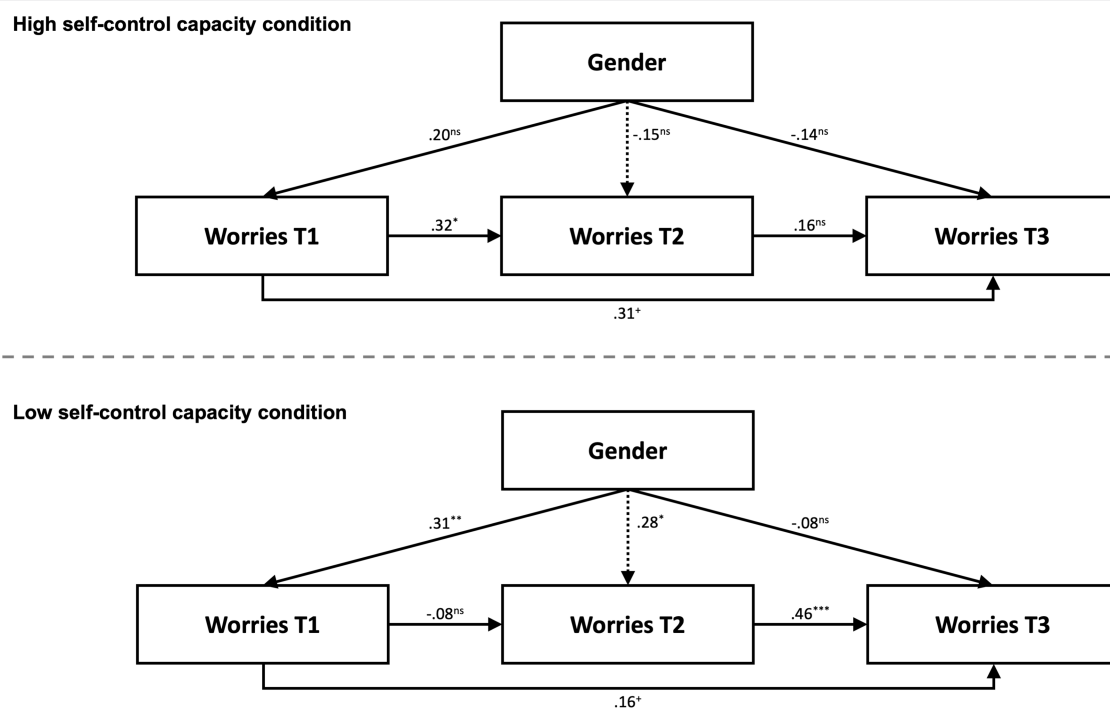 High self-control capacity condition
Gender
.20ns
-.15ns
-.14ns
Worries T1
.32*
Worries T2
.16ns
Worries T3
.31+
Low self-control capacity condition
Gender
.31**
.28*
-.08ns
Worries T1
-.08ns
Worries T2
.46***
Worries T3
.16+